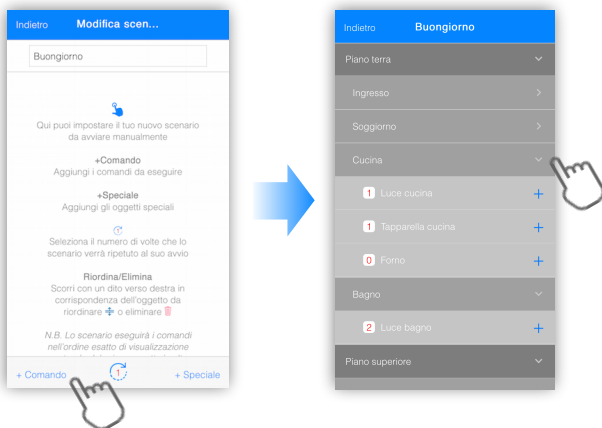 Indietro Modifica scen...
Buongiorno
Qui puoi impostare il tuo nuovo scenario
da avviare manualmente
+Comando
Aggiungi i comandi da eseguire
+Speciale
Aggiungi gli oggetti speciali
Seleziona il numero di volte che lo
scenario verrà ripetuto al suo avvio
Riordina/Elimina
Scorri con un dito verso destra in
corrispondenza dell'oggetto da
riordinare o eliminare
N.B. Lo scenario eseguirà i comandi
nell'ordine esatto di visualizzazione
+ Comando 1 + Speciale
Indietro Buongiorno
Piano terra
Ingresso
Soggiorno
Cucina
1 Luce cucina +
1 Tapparella cucina +
0 Forno +
Bagno
2 Luce bagno +
Piano superiore